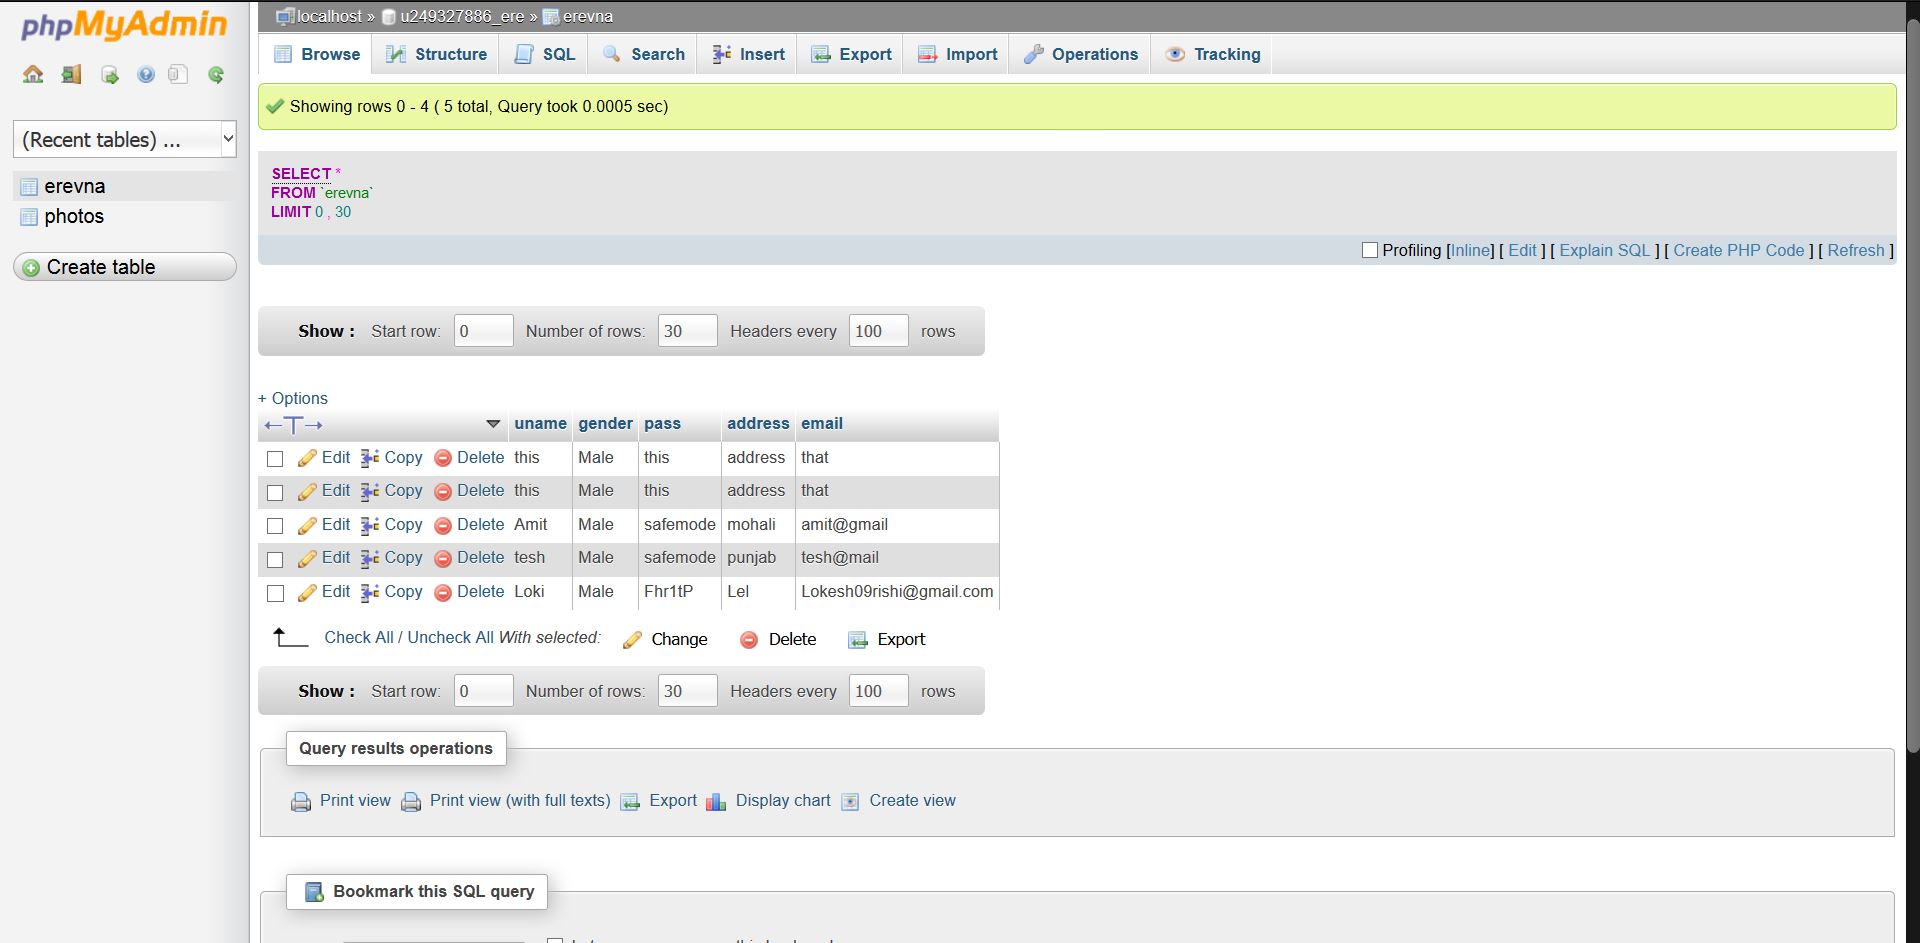 phpMyAdmin
(Recent tables) ...
erevna
photos
Create table
localhost » u249327886_ere » erevna
Browse Structure SQL Search Insert Export Import Operations Tracking
Showing rows 0 - 4 ( 5 total, Query took 0.0005 sec)
SELECT *
FROM `erevna`
LIMIT 0 , 30
Profiling [Inline] [ Edit ] [ Explain SQL ] [ Create PHP Code ] [ Refresh ]
Show : Start row: 0 Number of rows: 30 Headers every 100 rows
+ Options
←T→ uname gender pass address email
Edit Copy Delete this Male this address that
Edit Copy Delete this Male this address that
Edit Copy Delete Amit Male safemode mohali amit@gmail
Edit Copy Delete tesh Male safemode punjab tesh@mail
Edit Copy Delete Loki Male Fhr1tP Lel Lokesh09rishi@gmail.com
Check All / Uncheck All With selected: Change Delete Export
Show : Start row: 0 Number of rows: 30 Headers every 100 rows
Query results operations
Print view Print view (with full texts) Export Display chart Create view
Bookmark this SQL query